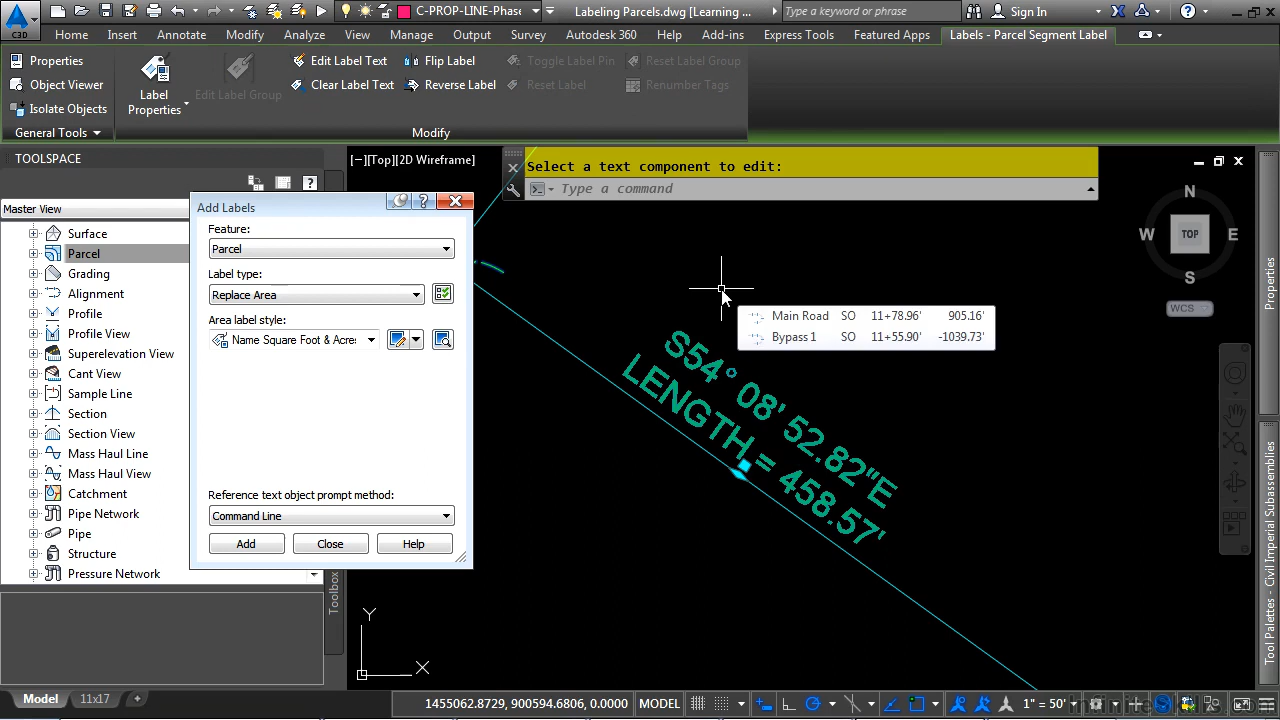 C-PROP-LINE-Phase
Labeling Parcels.dwg [Learning ...
Type a keyword or phrase
Sign In
C3D
Home
Insert
Annotate
Modify
Analyze
View
Manage
Output
Survey
Autodesk 360
Help
Add-ins
Express Tools
Featured Apps
Labels - Parcel Segment Label
Properties
Object Viewer
Isolate Objects
General Tools
Label
Properties
Edit Label Group
Edit Label Text
Clear Label Text
Flip Label
Reverse Label
Toggle Label Pin
Reset Label
Reset Label Group
Renumber Tags
Modify
TOOLSPACE
Master View
Surface
Parcel
Grading
Alignment
Profile
Profile View
Superelevation View
Cant View
Sample Line
Section
Section View
Mass Haul Line
Mass Haul View
Catchment
Pipe Network
Pipe
Structure
Pressure Network
Toolbox
Add Labels
Feature:
Parcel
Label type:
Replace Area
Area label style:
Name Square Foot & Acre
Reference text object prompt method:
Command Line
Add
Close
Help
[−][Top][2D Wireframe]
Select a text component to edit:
Type a command
N
W
TOP
E
S
WCS
Main Road SO 11+78.96' 905.16'
Bypass 1 SO 11+55.90' -1039.73'
S54° 08' 52.82"E
LENGTH = 458.57'
Y
X
Properties
Tool Palettes - Civil Imperial Subassemblies
Model
11x17
1455062.8729, 900594.6806, 0.0000
MODEL
1" = 50'